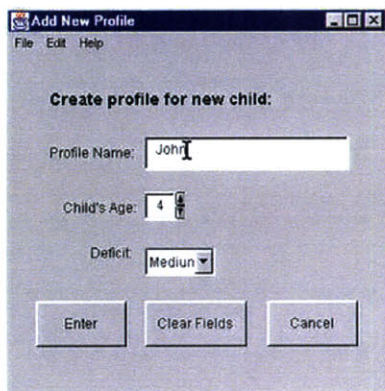 Add New Profile
File Edit Help
Create profile for new child:
Profile Name: John
Child's Age: 4
Deficit: Mediun
Enter Clear Fields Cancel